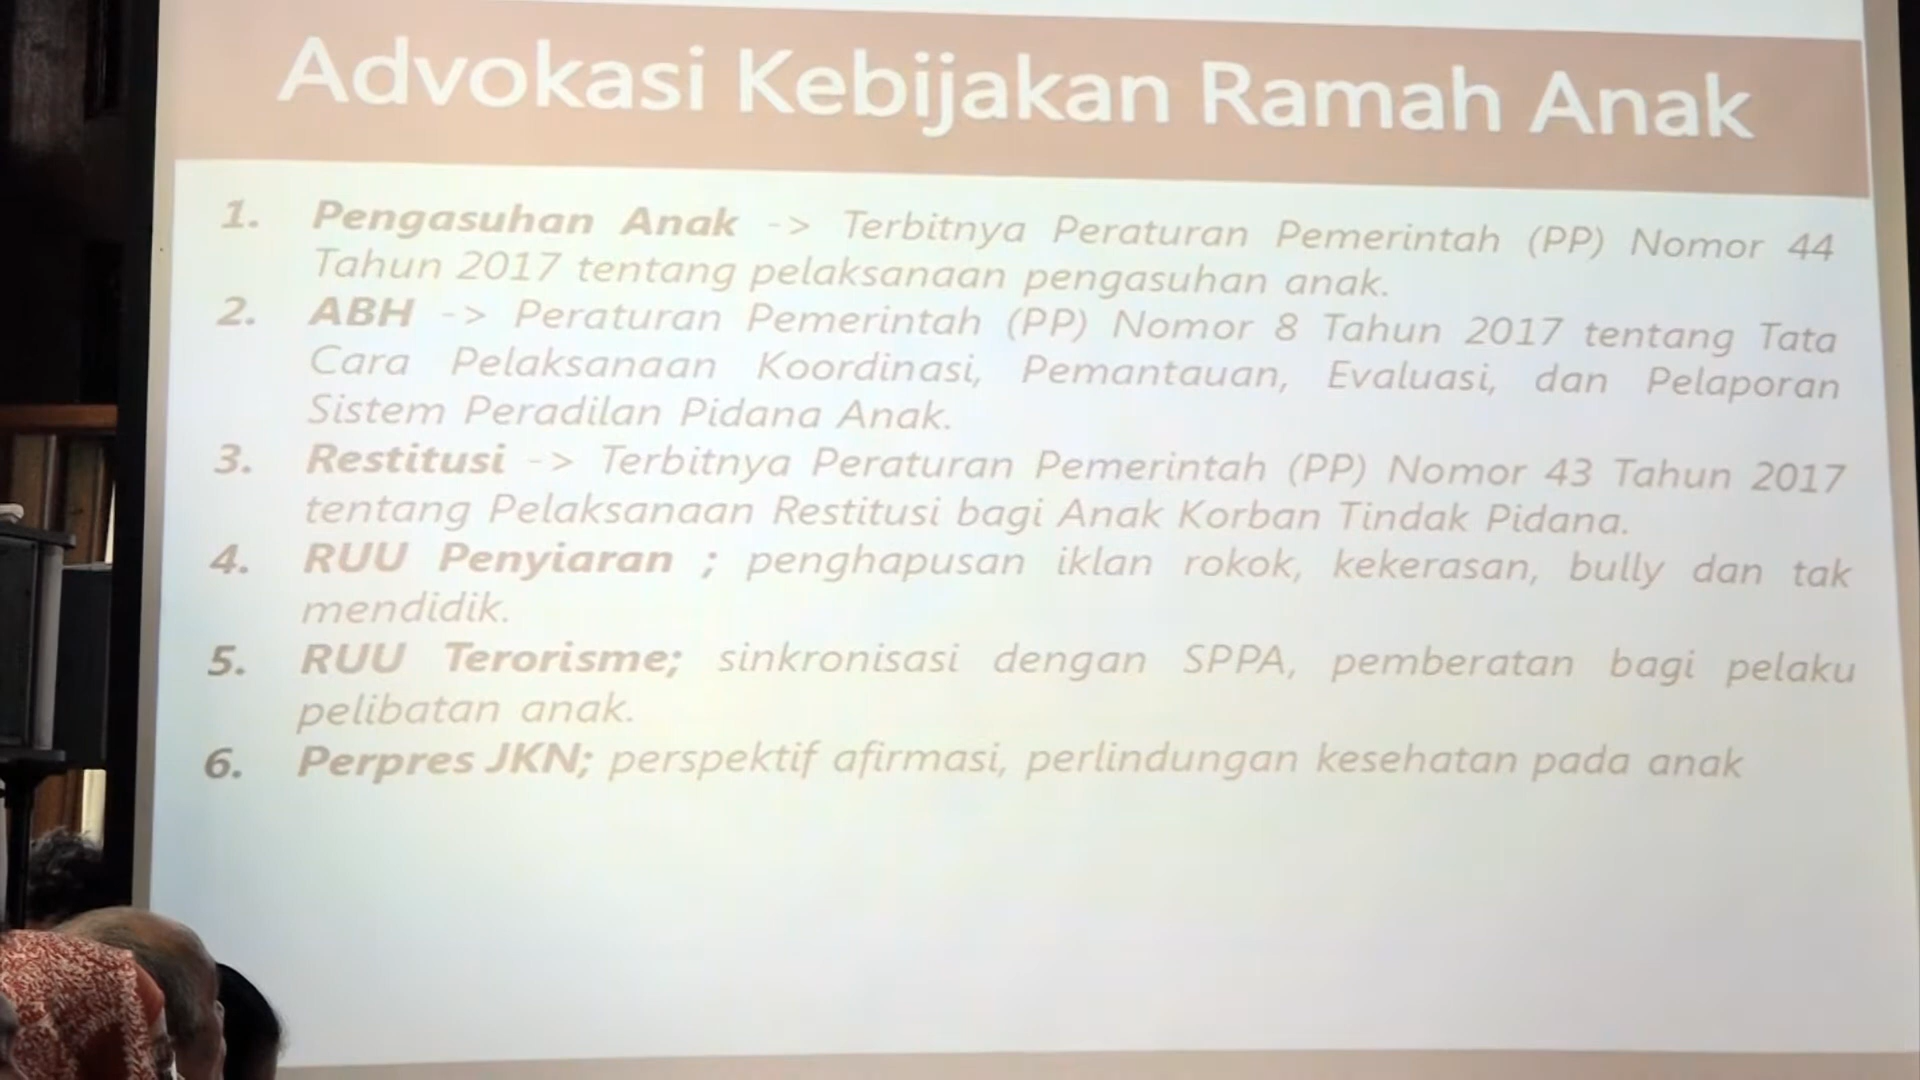 Advokasi Kebijakan Ramah Anak
1. Pengasuhan Anak -> Terbitnya Peraturan Pemerintah (PP) Nomor 44
Tahun 2017 tentang pelaksanaan pengasuhan anak.
2. ABH -> Peraturan Pemerintah (PP) Nomor 8 Tahun 2017 tentang Tata
Cara Pelaksanaan Koordinasi, Pemantauan, Evaluasi, dan Pelaporan
Sistem Peradilan Pidana Anak.
3. Restitusi -> Terbitnya Peraturan Pemerintah (PP) Nomor 43 Tahun 2017
tentang Pelaksanaan Restitusi bagi Anak Korban Tindak Pidana.
4. RUU Penyiaran ; penghapusan iklan rokok, kekerasan, bully dan tak
mendidik.
5. RUU Terorisme; sinkronisasi dengan SPPA, pemberatan bagi pelaku
pelibatan anak.
6. Perpres JKN; perspektif afirmasi, perlindungan kesehatan pada anak